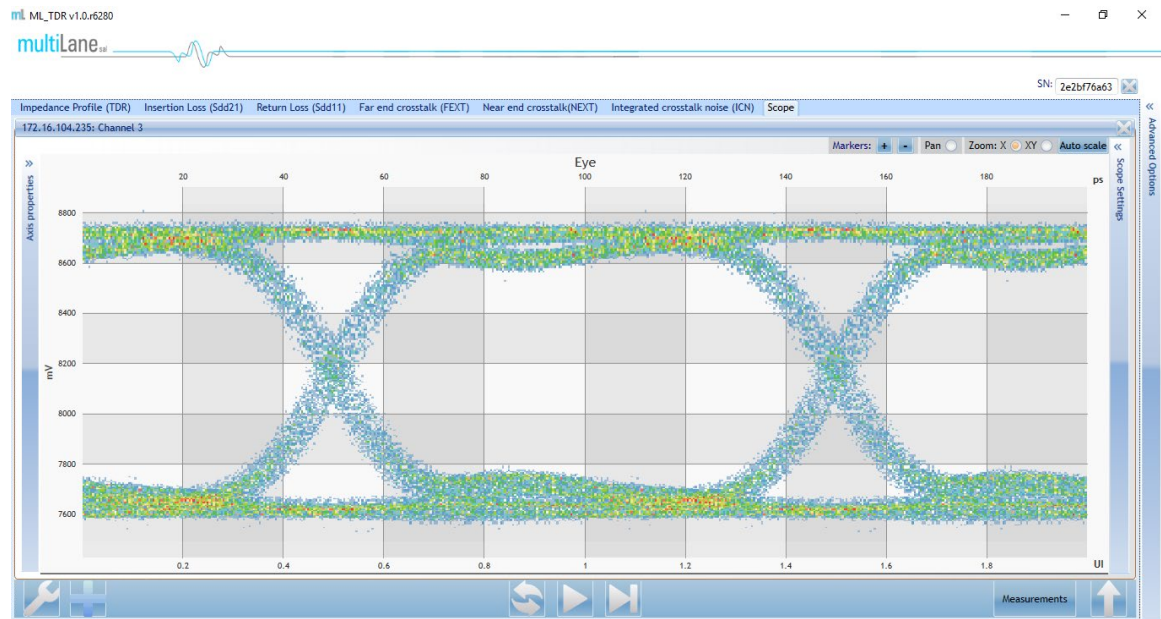 mL ML_TDR v1.0.r6280
multiLane sal
SN: 2e2bf76a63
Impedance Profile (TDR) Insertion Loss (Sdd21) Return Loss (Sdd11) Far end crosstalk (FEXT) Near end crosstalk(NEXT) Integrated crosstalk noise (ICN) Scope
172.16.104.235: Channel 3
Markers: + - Pan Zoom: X XY Auto scale
Eye
20 40 60 80 100 120 140 160 180 ps
8800
8600
8400
8200
8000
7800
7600
mV
0.2 0.4 0.6 0.8 1 1.2 1.4 1.6 1.8 UI
Axis properties
Scope Settings
Advanced Options
Measurements